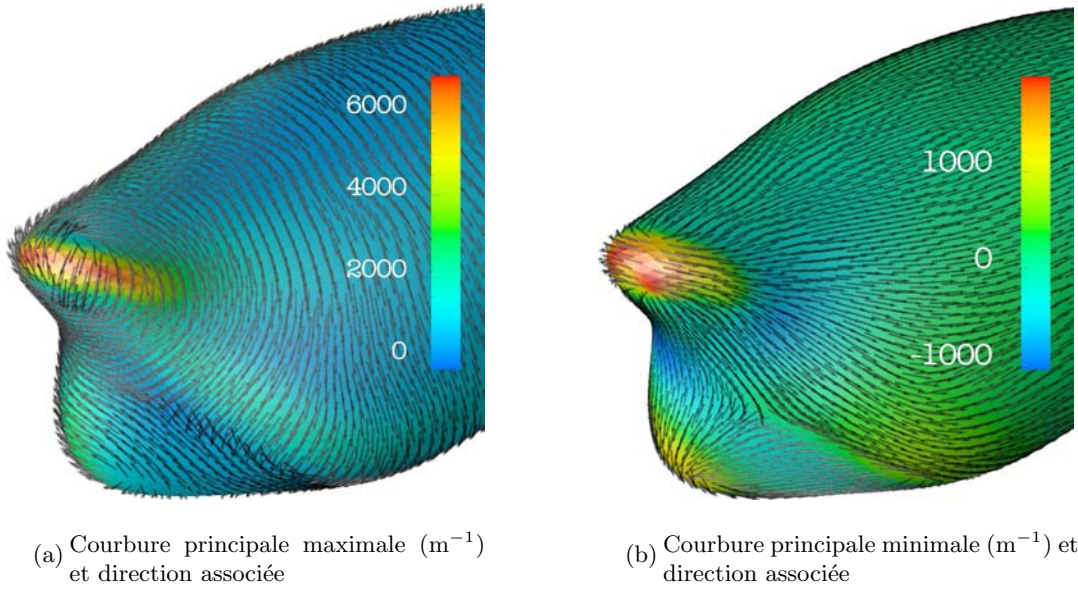 6000
4000
2000
0
1000
0
-1000
(a) Courbure principale maximale (m⁻¹)
et direction associée
(b) Courbure principale minimale (m⁻¹) et
direction associée